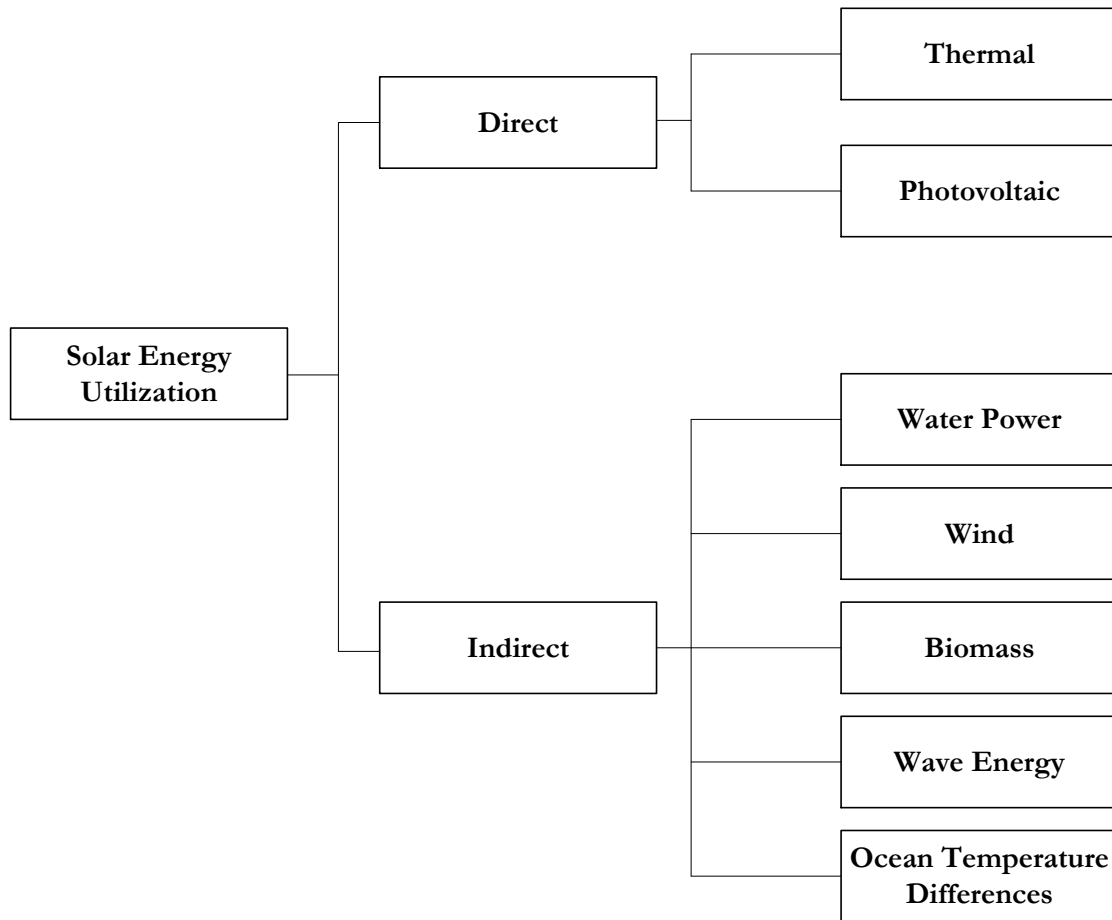 Solar Energy
Utilization
Direct
Thermal
Photovoltaic
Indirect
Water Power
Wind
Biomass
Wave Energy
Ocean Temperature
Differences